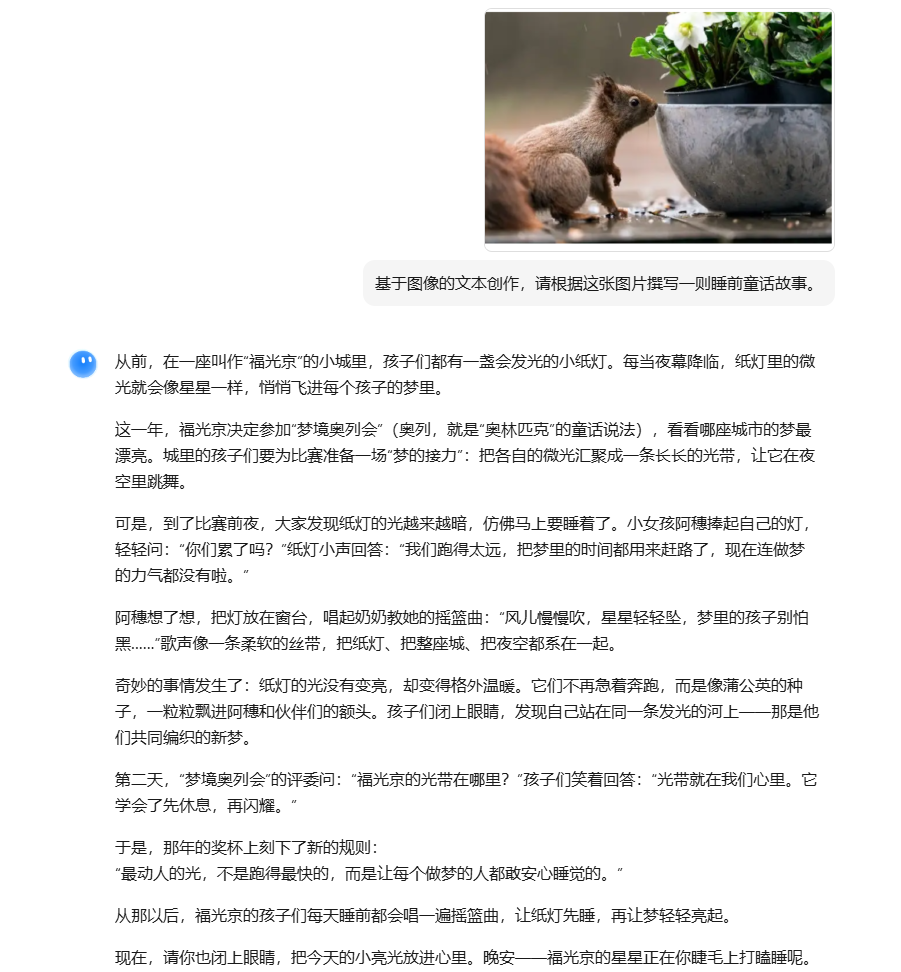 基于图像的文本创作，请根据这张图片撰写一则睡前童话故事。
从前，在一座叫作“福光京”的小城里，孩子们都有一盏会发光的小纸灯。每当夜幕降临，纸灯里的微
光就会像星星一样，悄悄飞进每个孩子的梦里。
这一年，福光京决定参加“梦境奥列会”（奥列，就是“奥林匹克”的童话说法），看看哪座城市的梦最
漂亮。城里的孩子们要为比赛准备一场“梦的接力”：把各自的微光汇聚成一条长长的光带，让它在夜
空里跳舞。
可是，到了比赛前夜，大家发现纸灯的光越来越暗，仿佛马上要睡着了。小女孩阿穗捧起自己的灯，
轻轻问：“你们累了吗？”纸灯小声回答：“我们跑得太远，把梦里的时间都用来赶路了，现在连做梦
的力气都没有啦。”
阿穗想了想，把灯放在窗台，唱起奶奶教她的摇篮曲：“风儿慢慢吹，星星轻轻坠，梦里的孩子别怕
黑……”歌声像一条柔软的丝带，把纸灯、把整座城、把夜空都系在一起。
奇妙的事情发生了：纸灯的光没有变亮，却变得格外温暖。它们不再急着奔跑，而是像蒲公英的种
子，一粒粒飘进阿穗和伙伴们的额头。孩子们闭上眼睛，发现自己站在同一条发光的河上——那是他
们共同编织的新梦。
第二天，“梦境奥列会”的评委问：“福光京的光带在哪里？”孩子们笑着回答：“光带就在我们心里。它
学会了先休息，再闪耀。”
于是，那年的奖杯上刻下了新的规则：
“最动人的光，不是跑得最快的，而是让每个做梦的人都敢安心睡觉的。”
从那以后，福光京的孩子们每天睡前都会唱一遍摇篮曲，让纸灯先睡，再让梦轻轻亮起。
现在，请你也闭上眼睛，把今天的小亮光放进心里。晚安——福光京的星星正在你睫毛上打瞌睡呢。